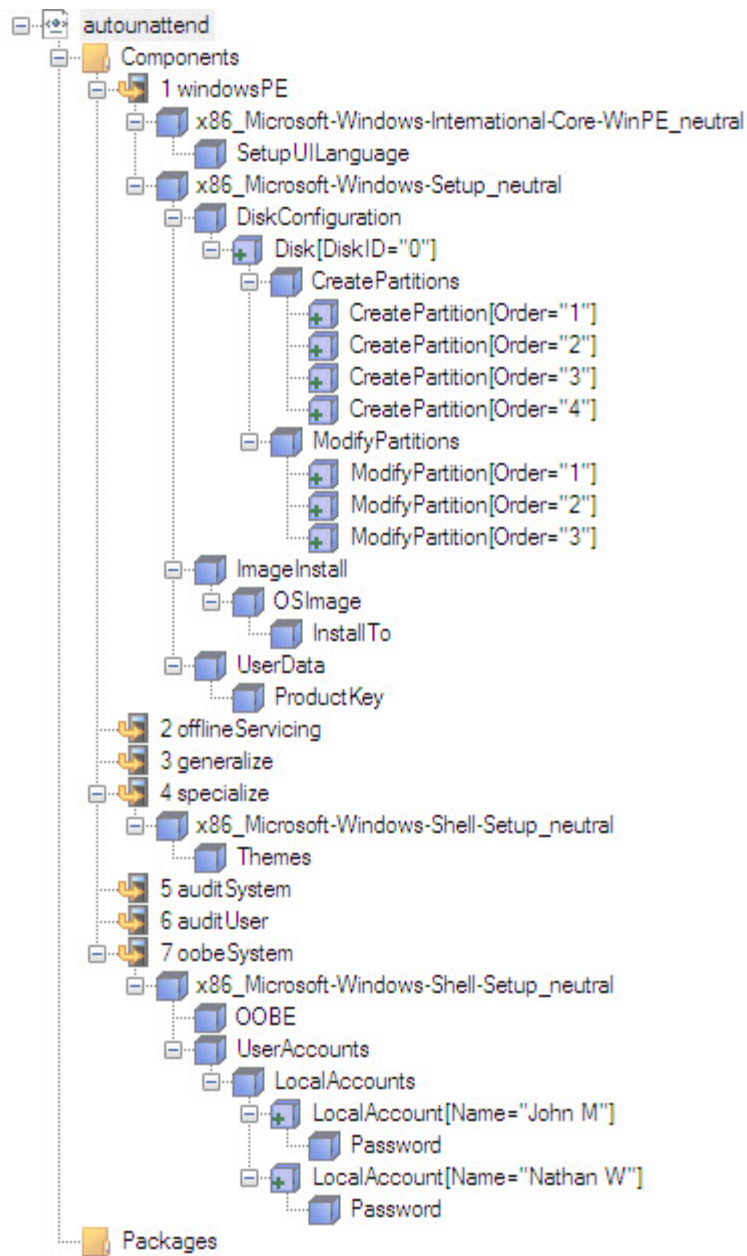 autounattend
Components
1 windowsPE
x86_Microsoft-Windows-International-Core-WinPE_neutral
SetupUILanguage
x86_Microsoft-Windows-Setup_neutral
DiskConfiguration
Disk[DiskID="0"]
CreatePartitions
CreatePartition[Order="1"]
CreatePartition[Order="2"]
CreatePartition[Order="3"]
CreatePartition[Order="4"]
ModifyPartitions
ModifyPartition[Order="1"]
ModifyPartition[Order="2"]
ModifyPartition[Order="3"]
ImageInstall
OSImage
InstallTo
UserData
ProductKey
2 offlineServicing
3 generalize
4 specialize
x86_Microsoft-Windows-Shell-Setup_neutral
Themes
5 auditSystem
6 auditUser
7 oobeSystem
x86_Microsoft-Windows-Shell-Setup_neutral
OOBE
UserAccounts
LocalAccounts
LocalAccount[Name="John M"]
Password
LocalAccount[Name="Nathan W"]
Password
Packages